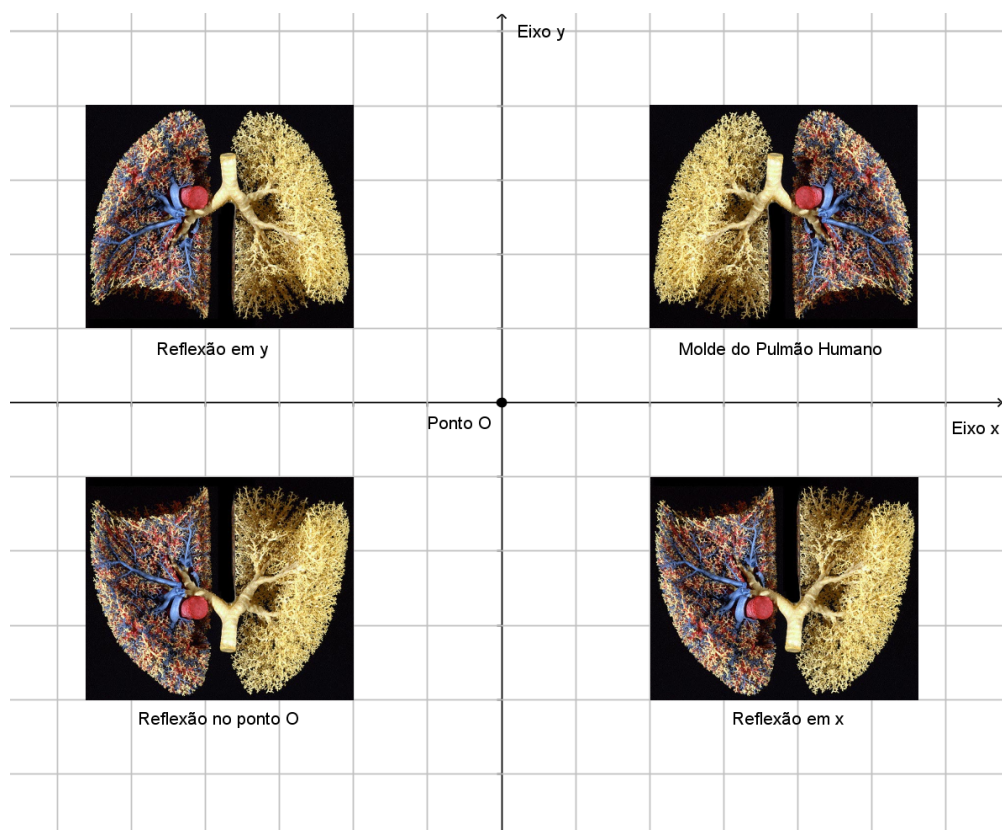 Eixo y
Reflexão em y
Molde do Pulmão Humano
Ponto O
Eixo x
Reflexão no ponto O
Reflexão em x